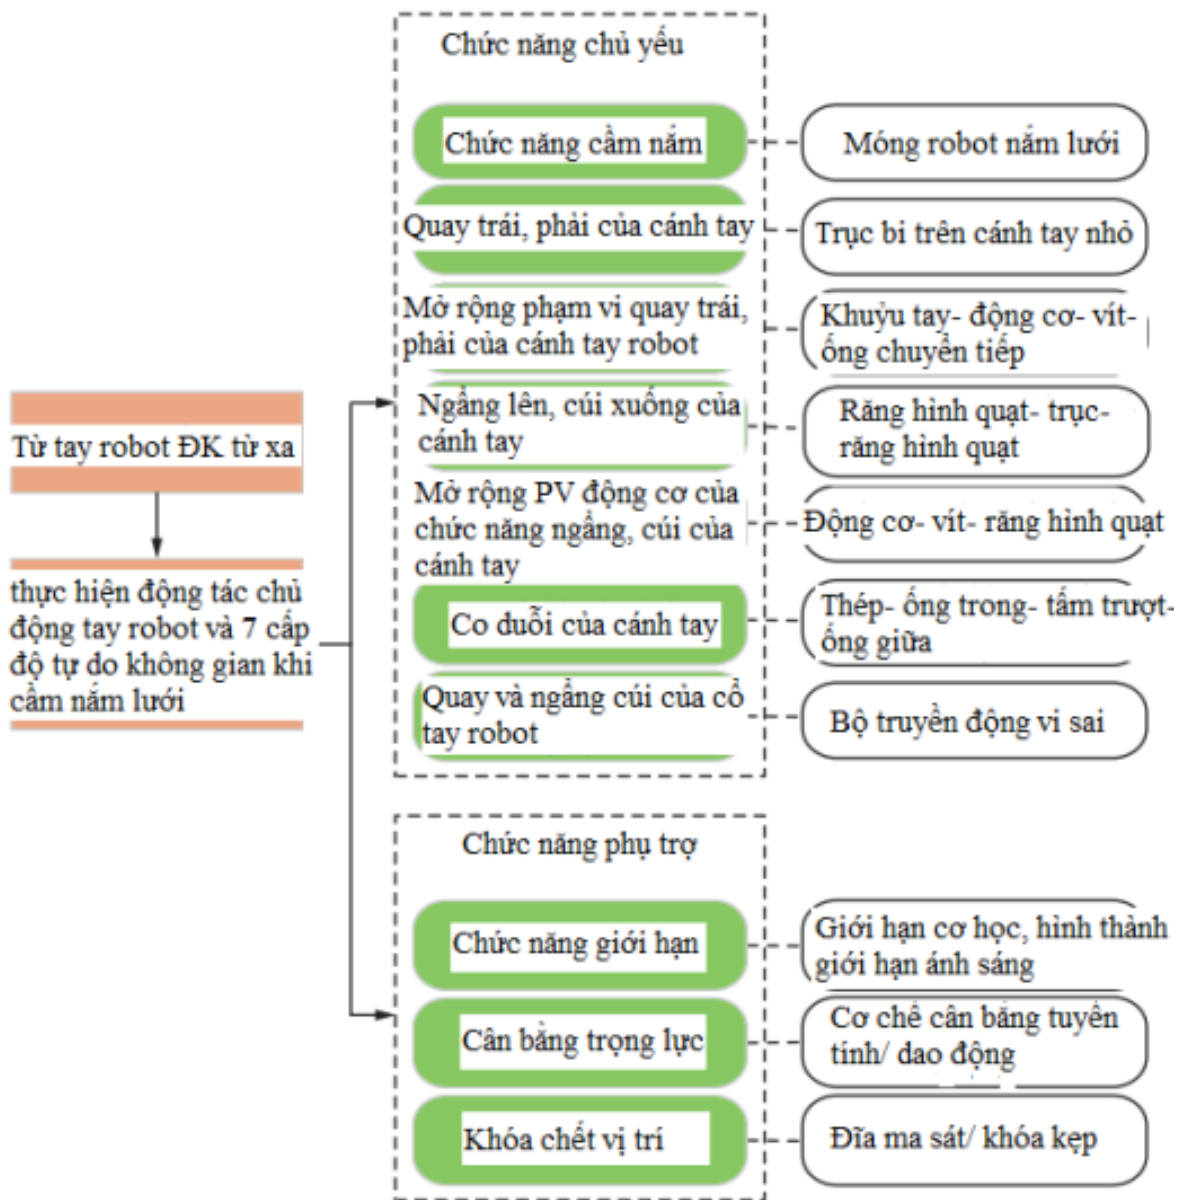 Chức năng chủ yếu
Chức năng cầm nắm
Móng robot nắm lưới
Quay trái, phải của cánh tay
Trục bi trên cánh tay nhỏ
Mở rộng phạm vi quay trái,
phải của cánh tay robot
Khuỷu tay- động cơ- vít-
ống chuyển tiếp
Ngẩng lên, cúi xuống của
cánh tay
Răng hình quạt- trục-
răng hình quạt
Từ tay robot ĐK từ xa
Mở rộng PV động cơ của
chức năng ngẩng, cúi của
cánh tay
Động cơ- vít- răng hình quạt
thực hiện động tác chủ
động tay robot và 7 cấp
độ tự do không gian khi
cầm nắm lưới
Co duỗi của cánh tay
Thép- ống trong- tấm trượt-
ống giữa
Quay và ngẩng cúi của cổ
tay robot
Bộ truyền động vi sai
Chức năng phụ trợ
Chức năng giới hạn
Giới hạn cơ học, hình thành
giới hạn ánh sáng
Cân bằng trọng lực
Cơ chế cân bằng tuyến
tính/ dao động
Khóa chết vị trí
Đĩa ma sát/ khóa kẹp